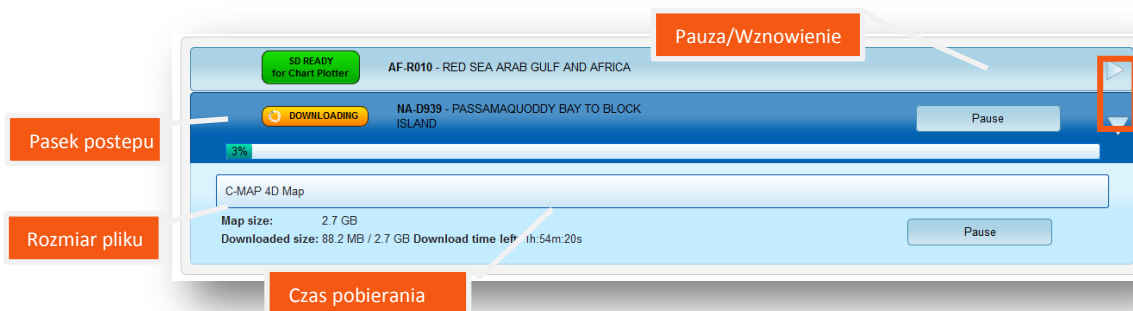 Pauza/Wznowienie
SD READY
for Chart Plotter
AF-R010 - RED SEA ARAB GULF AND AFRICA
DOWNLOADING
NA-D939 - PASSAMAQUODDY BAY TO BLOCK
ISLAND
Pause
Pasek postepu
3%
C-MAP 4D Map
Map size: 2.7 GB
Rozmiar pliku
Downloaded size: 88.2 MB / 2.7 GB Download time left: 1h:54m:20s
Pause
Czas pobierania